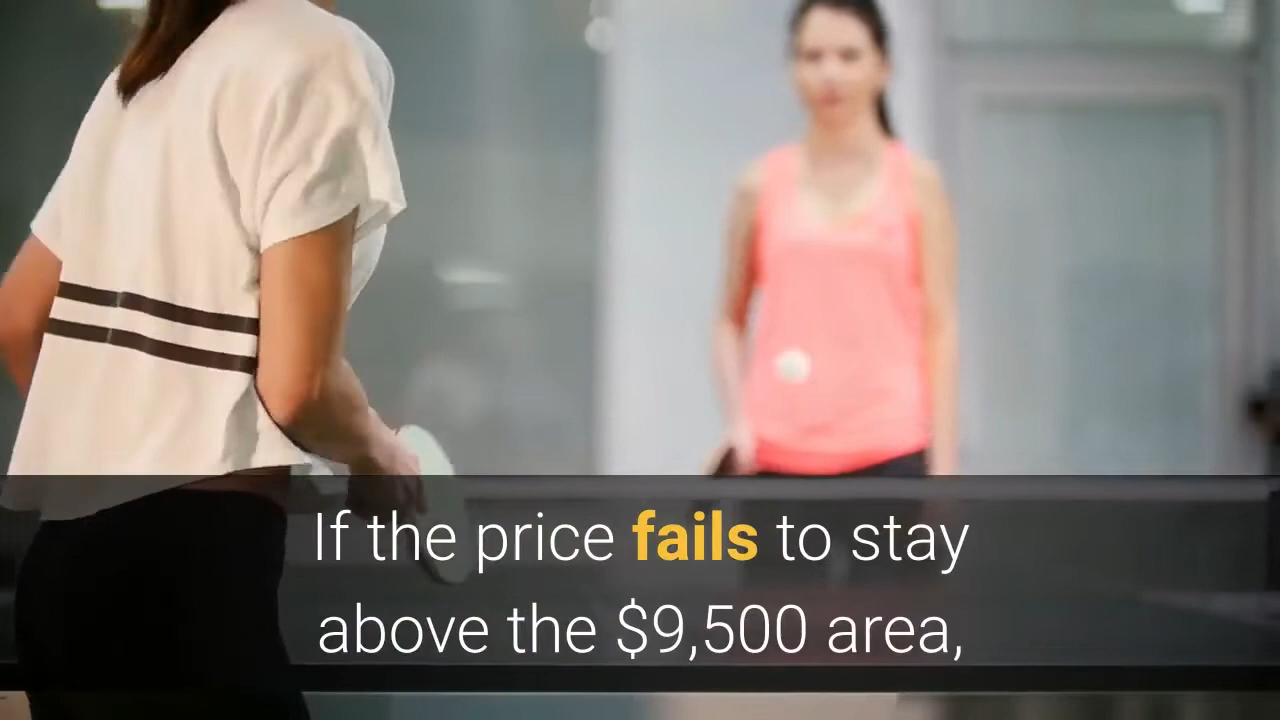 If the price fails to stay
above the $9,500 area,